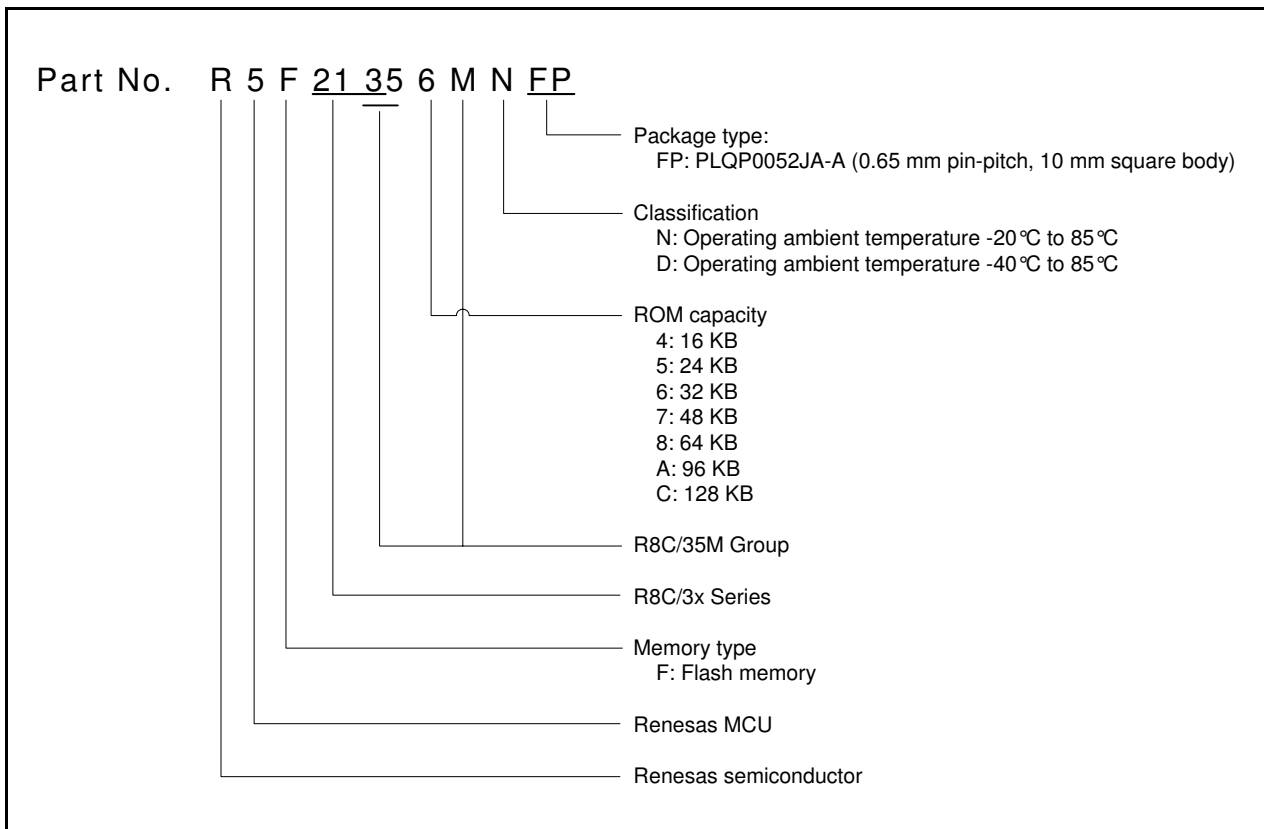 Part No. R 5 F 21 35 6 M N FP
Package type:
FP: PLQP0052JA-A (0.65 mm pin-pitch, 10 mm square body)
Classification
N: Operating ambient temperature -20°C to 85°C
D: Operating ambient temperature -40°C to 85°C
ROM capacity
4: 16 KB
5: 24 KB
6: 32 KB
7: 48 KB
8: 64 KB
A: 96 KB
C: 128 KB
R8C/35M Group
R8C/3x Series
Memory type
F: Flash memory
Renesas MCU
Renesas semiconductor